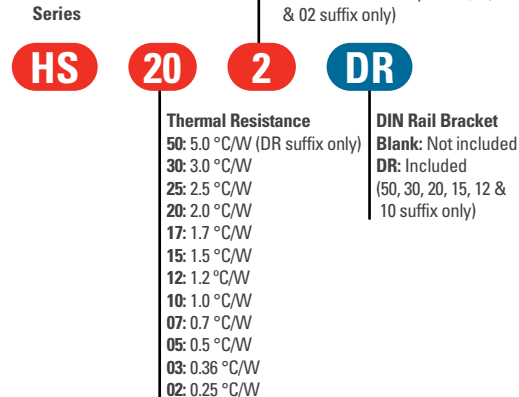 Series
& 02 suffix only)
HS 20 2 DR
Thermal Resistance
50: 5.0 °C/W (DR suffix only)
30: 3.0 °C/W
25: 2.5 °C/W
20: 2.0 °C/W
17: 1.7 °C/W
15: 1.5 °C/W
12: 1.2 °C/W
10: 1.0 °C/W
07: 0.7 °C/W
05: 0.5 °C/W
03: 0.36 °C/W
02: 0.25 °C/W
DIN Rail Bracket
Blank: Not included
DR: Included
(50, 30, 20, 15, 12 &
10 suffix only)